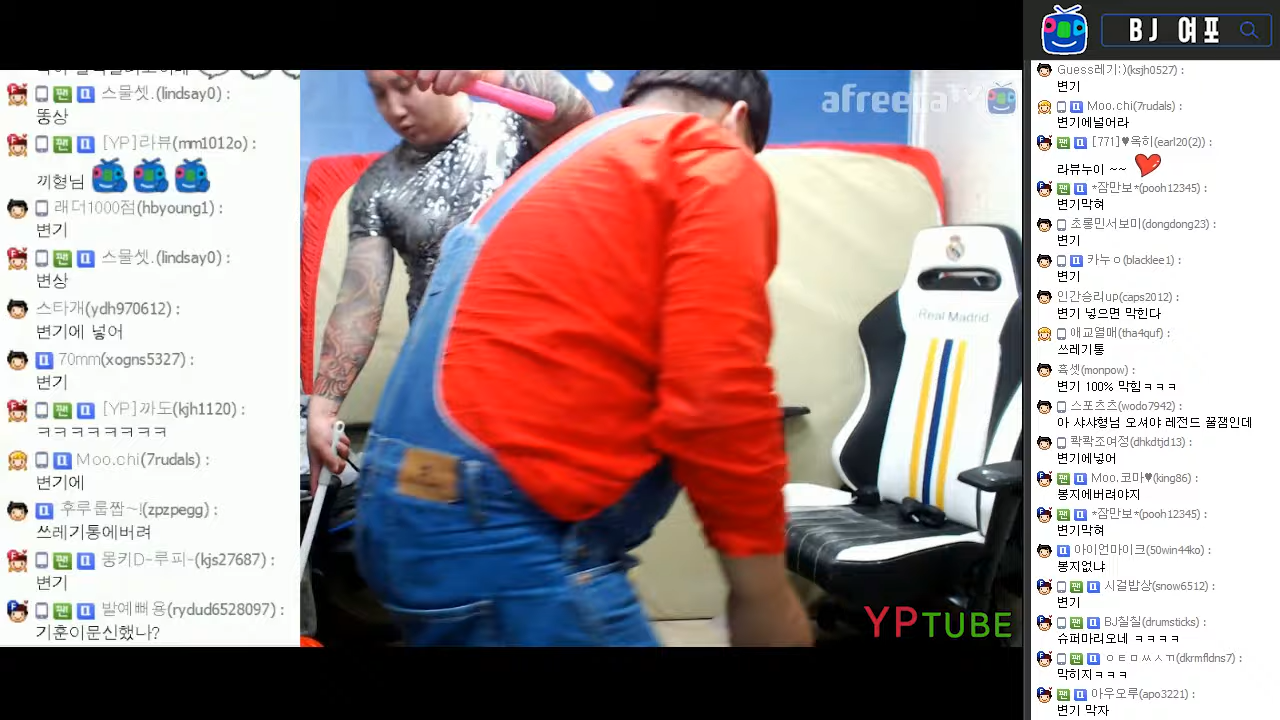 스물셋.(lindsay0) :
똥상
[YP]라뷰(mm1012o) :
끼형님
래더1000점(hbyoung1) :
변기
스물셋.(lindsay0) :
변상
스타개(ydh970612) :
변기에 넣어
70mm(xogns5327) :
변기
[YP]까도(kjh1120) :
ㅋㅋㅋㅋㅋㅋㅋㅋ
Moo.chi(7rudals) :
변기에
후루룹짭~!(zpzpegg) :
쓰레기통에버려
몽키D-루피-(kjs27687) :
변기
발예뻐용(rydud6528097) :
기훈이문신했나?
afreecaTV
Real Madrid
YPTUBE
BJ 여포
Guess레기;)(ksjh0527) :
변기
Moo.chi(7rudals) :
변기에널어라
[771]♥옥히(earl20(2)) :
라뷰누이 ~~
*잠만보*(pooh12345) :
변기막혀
초롱민서보미(dongdong23) :
변기
카누ㅇ(blacklee1) :
변기
인간승리up(caps2012) :
변기 넣으면 막힌다
애교열매(tha4quf) :
쓰레기통
흑셋(monpow) :
변기 100% 막힘ㅋㅋㅋ
스포츠츠(wodo7942) :
아 샤샤형님 오셔야 레전드 꿀잼인데
콱콱조여정(dhkdtjd13) :
변기에넣어
Moo.코마♥(king86) :
봉지에버려야지
*잠만보*(pooh12345) :
변기막혀
아이언마이크(50win44ko) :
봉지없냐
시걸밥상(snow6512) :
변기
BJ칠칠(drumsticks) :
슈퍼마리오네 ㅋㅋㅋㅋ
ㅇㅌㅁㅆㅅㄱ(dkrmfldns7) :
막히지ㅋㅋㅋ
아우오루(apo3221) :
변기 막자